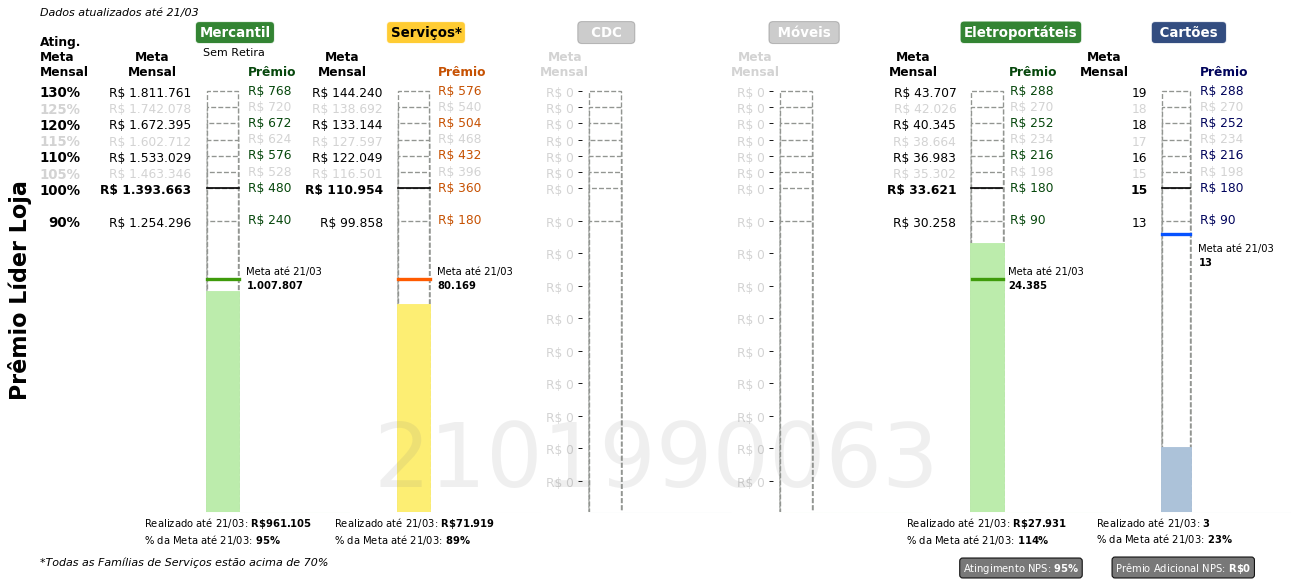 Dados atualizados até 21/03
Mercantil Serviços* CDC Móveis Eletroportáteis Cartões
Sem Retira
Ating. Meta Mensal
Meta Mensal Prêmio Meta Mensal Prêmio Meta Mensal Meta Mensal Meta Mensal Prêmio Meta Mensal Prêmio
130% R$ 1.811.761 R$ 768 R$ 144.240 R$ 576 R$ 0 R$ 0 R$ 43.707 R$ 288 19 R$ 288
125% R$ 1.742.078 R$ 720 R$ 138.692 R$ 540 R$ 0 R$ 0 R$ 42.026 R$ 270 18 R$ 270
120% R$ 1.672.395 R$ 672 R$ 133.144 R$ 504 R$ 0 R$ 0 R$ 40.345 R$ 252 18 R$ 252
115% R$ 1.602.712 R$ 624 R$ 127.597 R$ 468 R$ 0 R$ 0 R$ 38.664 R$ 234 17 R$ 234
110% R$ 1.533.029 R$ 576 R$ 122.049 R$ 432 R$ 0 R$ 0 R$ 36.983 R$ 216 16 R$ 216
105% R$ 1.463.346 R$ 528 R$ 116.501 R$ 396 R$ 0 R$ 0 R$ 35.302 R$ 198 15 R$ 198
100% R$ 1.393.663 R$ 480 R$ 110.954 R$ 360 R$ 0 R$ 0 R$ 33.621 R$ 180 15 R$ 180
90% R$ 1.254.296 R$ 240 R$ 99.858 R$ 180 R$ 0 R$ 0 R$ 30.258 R$ 90 13 R$ 90
R$ 0 R$ 0 Meta até 21/03
13
Meta até 21/03 Meta até 21/03 Meta até 21/03
1.007.807 80.169 R$ 0 R$ 0 24.385
R$ 0 R$ 0
R$ 0 R$ 0
R$ 0 R$ 0
R$ 0 R$ 0
R$ 0 R$ 0
R$ 0 R$ 0
Prêmio Líder Loja
2101990063
Realizado até 21/03: R$961.105 Realizado até 21/03: R$71.919 Realizado até 21/03: R$27.931 Realizado até 21/03: 3
% da Meta até 21/03: 95% % da Meta até 21/03: 89% % da Meta até 21/03: 114% % da Meta até 21/03: 23%
*Todas as Famílias de Serviços estão acima de 70% Atingimento NPS: 95% Prêmio Adicional NPS: R$0